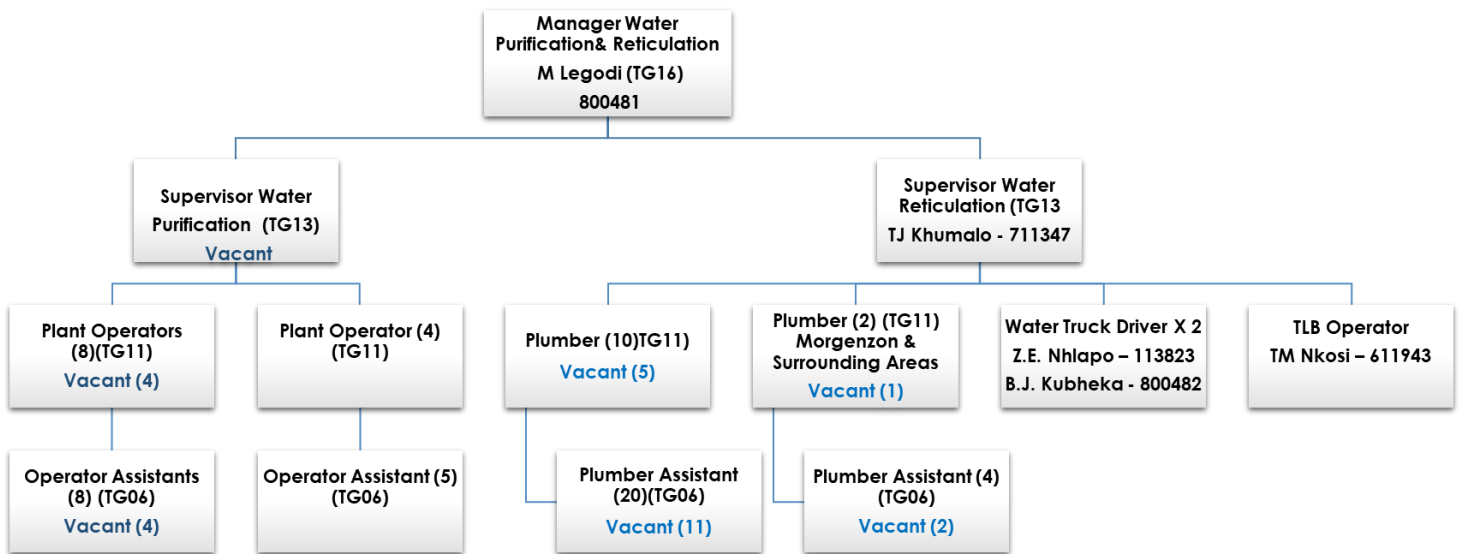 Manager Water
Purification& Reticulation
M Legodi (TG16)
800481
Supervisor Water
Purification (TG13)
Vacant
Supervisor Water
Reticulation (TG13
TJ Khumalo - 711347
Plant Operators
(8)(TG11)
Vacant (4)
Plant Operator (4)
(TG11)
Plumber (10)TG11)
Vacant (5)
Plumber (2) (TG11)
Morgenzon &
Surrounding Areas
Vacant (1)
Water Truck Driver X 2
Z.E. Nhlapo – 113823
B.J. Kubheka - 800482
TLB Operator
TM Nkosi – 611943
Operator Assistants
(8) (TG06)
Vacant (4)
Operator Assistant (5)
(TG06)
Plumber Assistant
(20)(TG06)
Vacant (11)
Plumber Assistant (4)
(TG06)
Vacant (2)